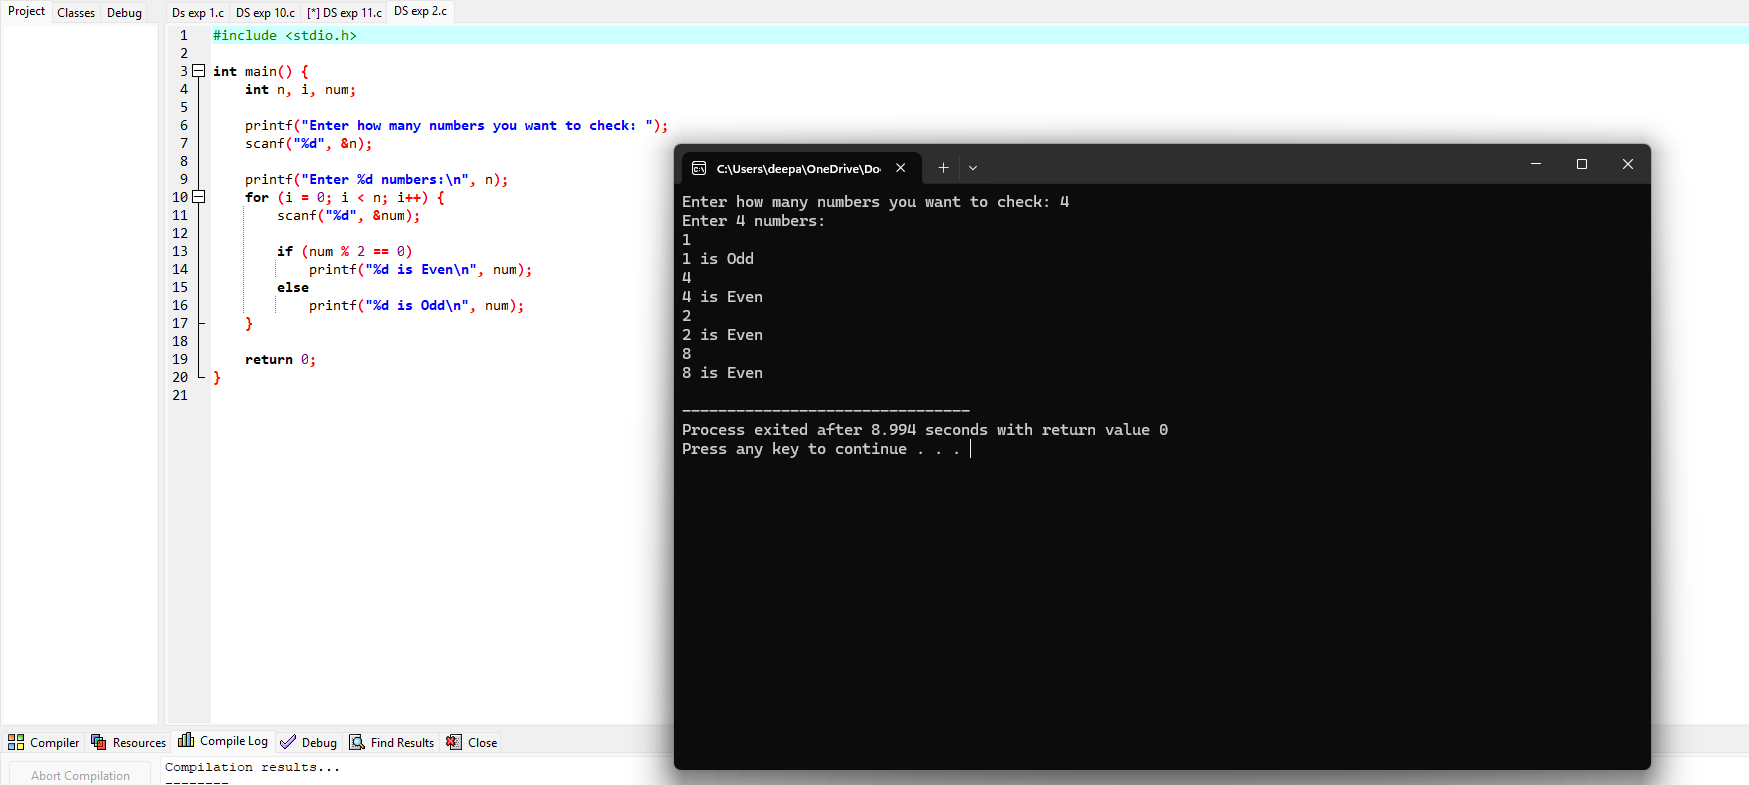 Project Classes Debug
Ds exp 1.c DS exp 10.c [*] DS exp 11.c DS exp 2.c
1 #include <stdio.h>
2
3 int main() {
4 int n, i, num;
5
6 printf("Enter how many numbers you want to check: ");
7 scanf("%d", &n);
8
9 printf("Enter %d numbers:\n", n);
10 for (i = 0; i < n; i++) {
11 scanf("%d", &num);
12
13 if (num % 2 == 0)
14 printf("%d is Even\n", num);
15 else
16 printf("%d is Odd\n", num);
17 }
18
19 return 0;
20 }
21
C:\Users\deepa\OneDrive\Do
Enter how many numbers you want to check: 4
Enter 4 numbers:
1
1 is Odd
4
4 is Even
2
2 is Even
8
8 is Even
--------------------------------
Process exited after 8.994 seconds with return value 0
Press any key to continue . . .
Compiler Resources Compile Log Debug Find Results Close
Abort Compilation
Compilation results...
--------